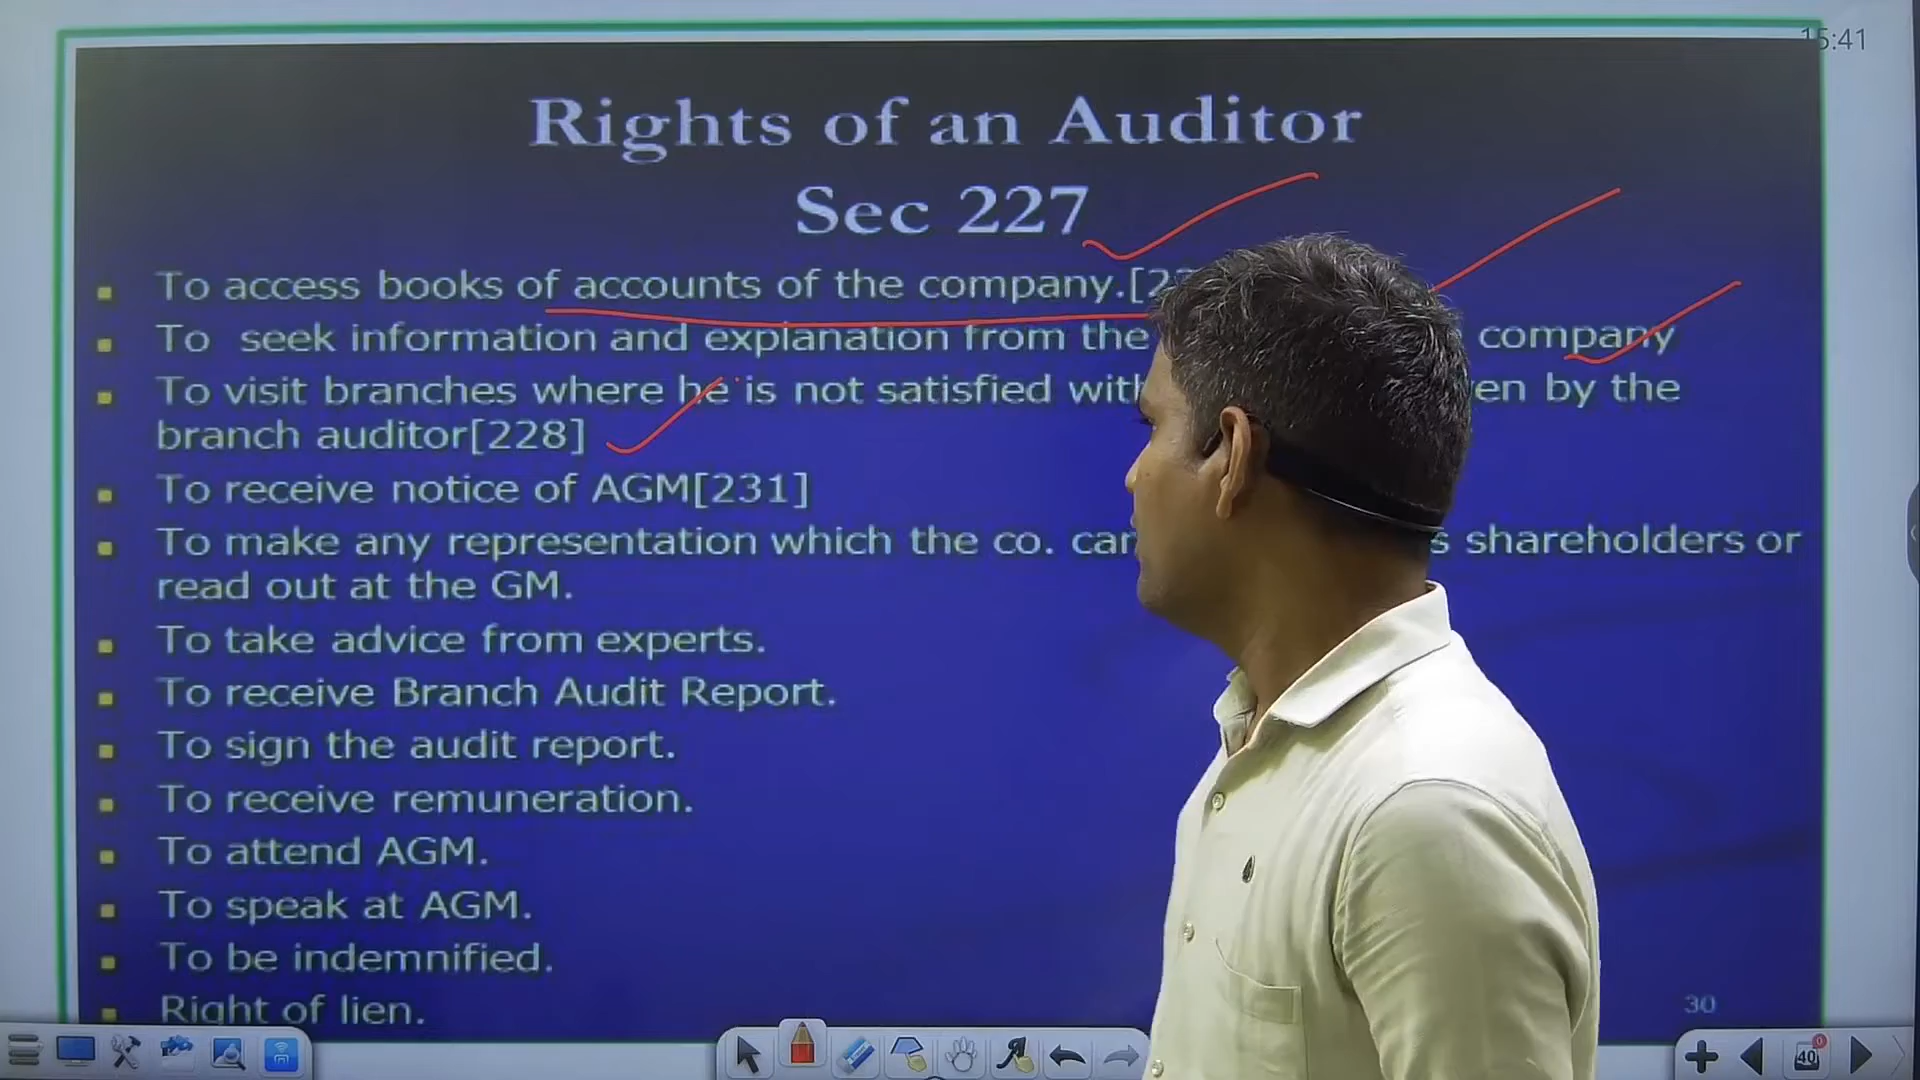 15:41
Rights of an Auditor
Sec 227
To access books of accounts of the company.[22
To seek information and explanation from the company
To visit branches where he is not satisfied with en by the
branch auditor[228]
To receive notice of AGM[231]
To make any representation which the co. can s shareholders or
read out at the GM.
To take advice from experts.
To receive Branch Audit Report.
To sign the audit report.
To receive remuneration.
To attend AGM.
To speak at AGM.
To be indemnified.
Right of lien.
30
40
0